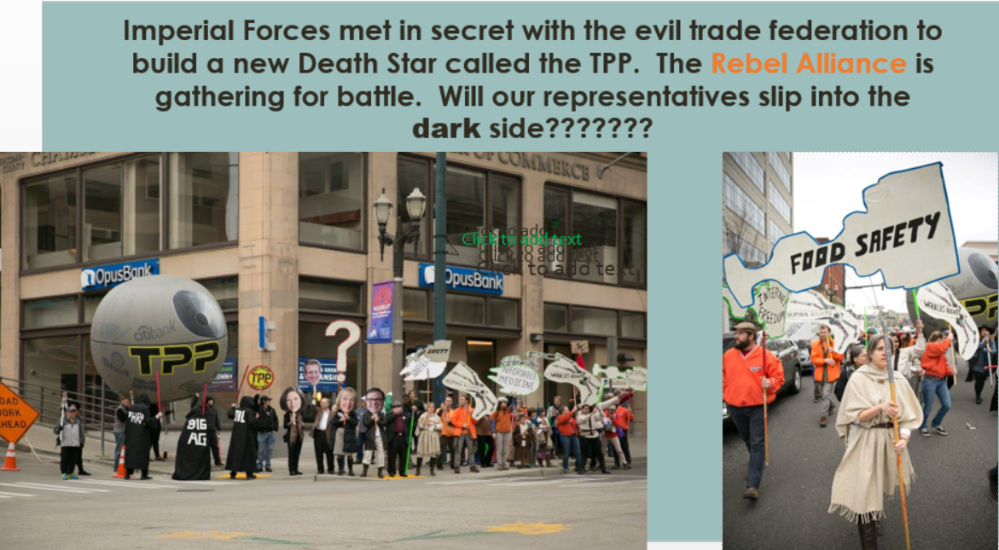 Imperial Forces met in secret with the evil trade federation to
build a new Death Star called the TPP.  The Rebel Alliance is
gathering for battle.  Will our representatives slip into the
dark side???????
OF COMMERCE
Click to add text
Click to add text
Click to add text
OpusBank
OpusBank
citibank
TPP
TPP
?
ROAD
WORK
AHEAD
BIG
AG
SAFETY
AFFORDABLE
MEDICINE
FOOD SAFETY
INTERNET
FREEDOM
HUMAN RIGHTS
WORKERS RIGHTS
TPP